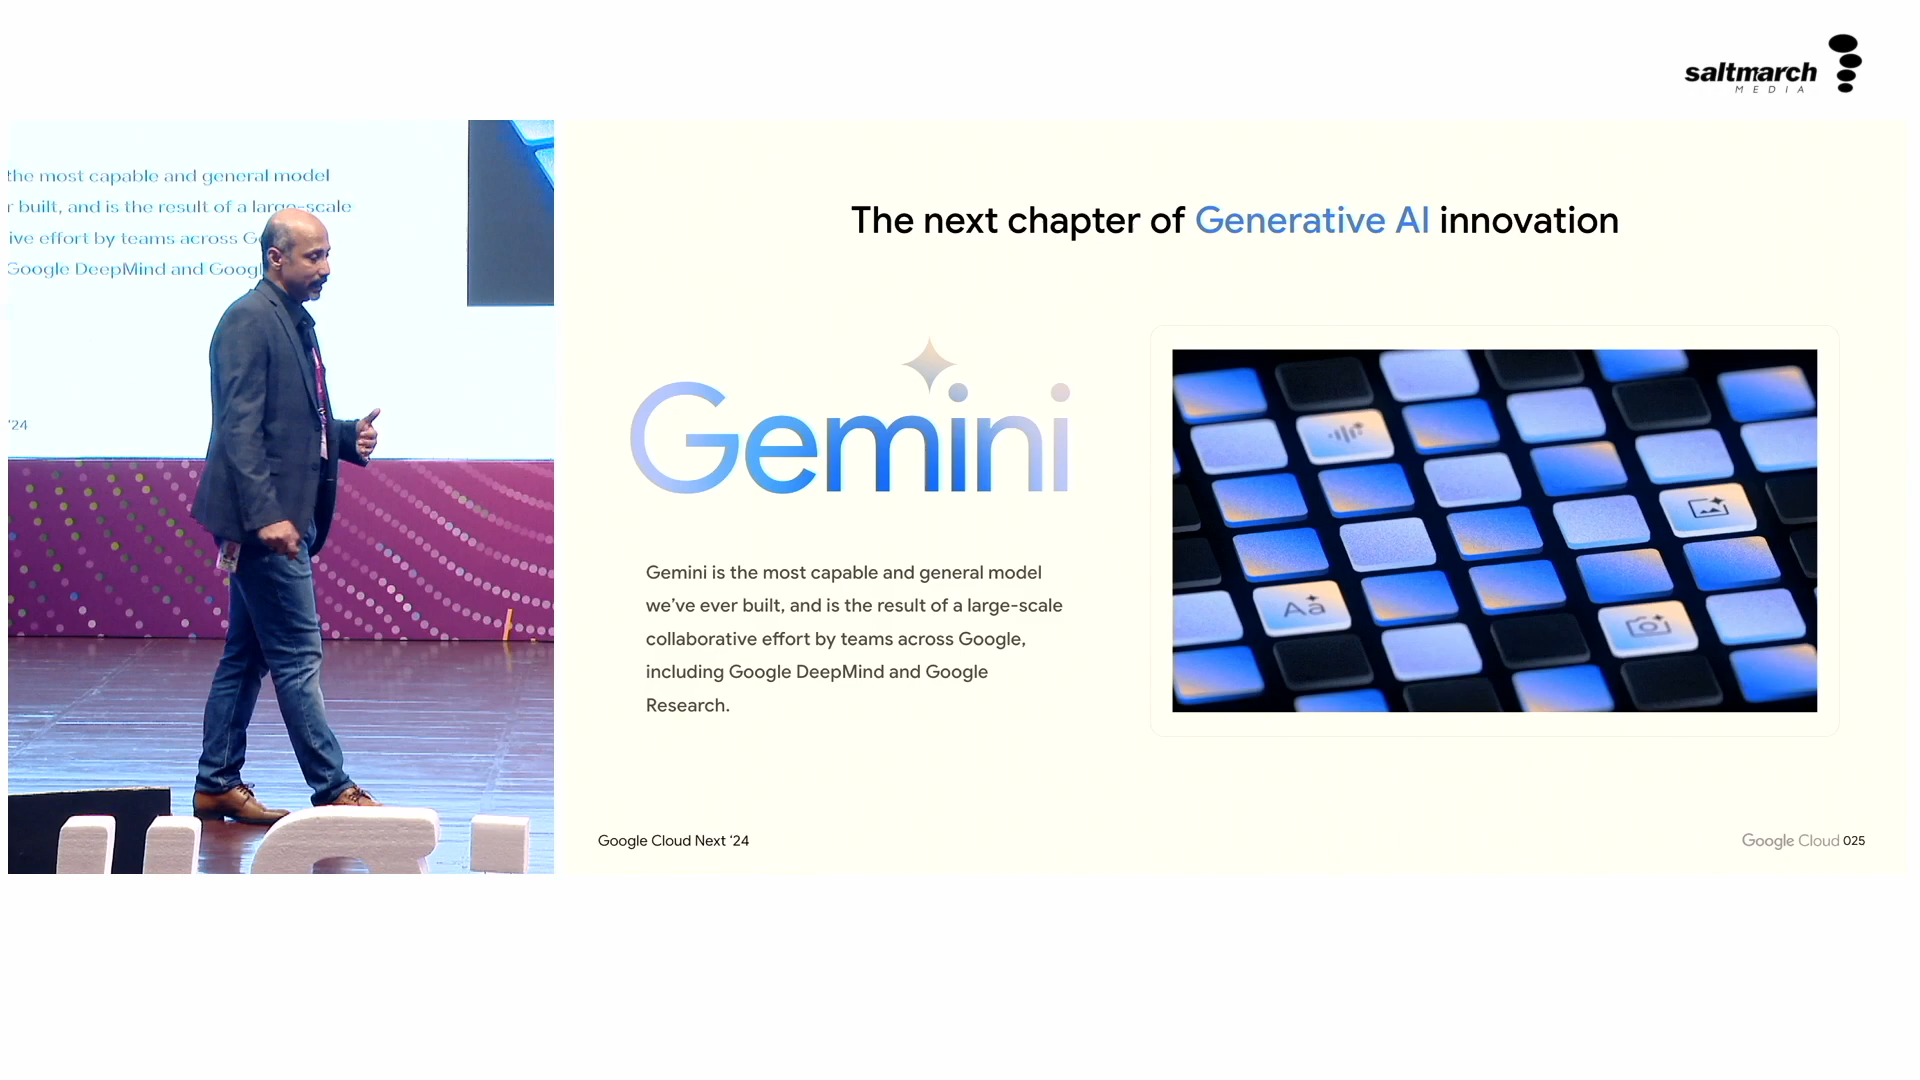 saltmarch
MEDIA
the most capable and general model
r built, and is the result of a large-scale
ive effort by teams across Go
Google DeepMind and Googl
'24
The next chapter of Generative AI innovation
Gemini
Gemini is the most capable and general model
we've ever built, and is the result of a large-scale
collaborative effort by teams across Google,
including Google DeepMind and Google
Research.
Aa
Google Cloud Next '24
Google Cloud 025